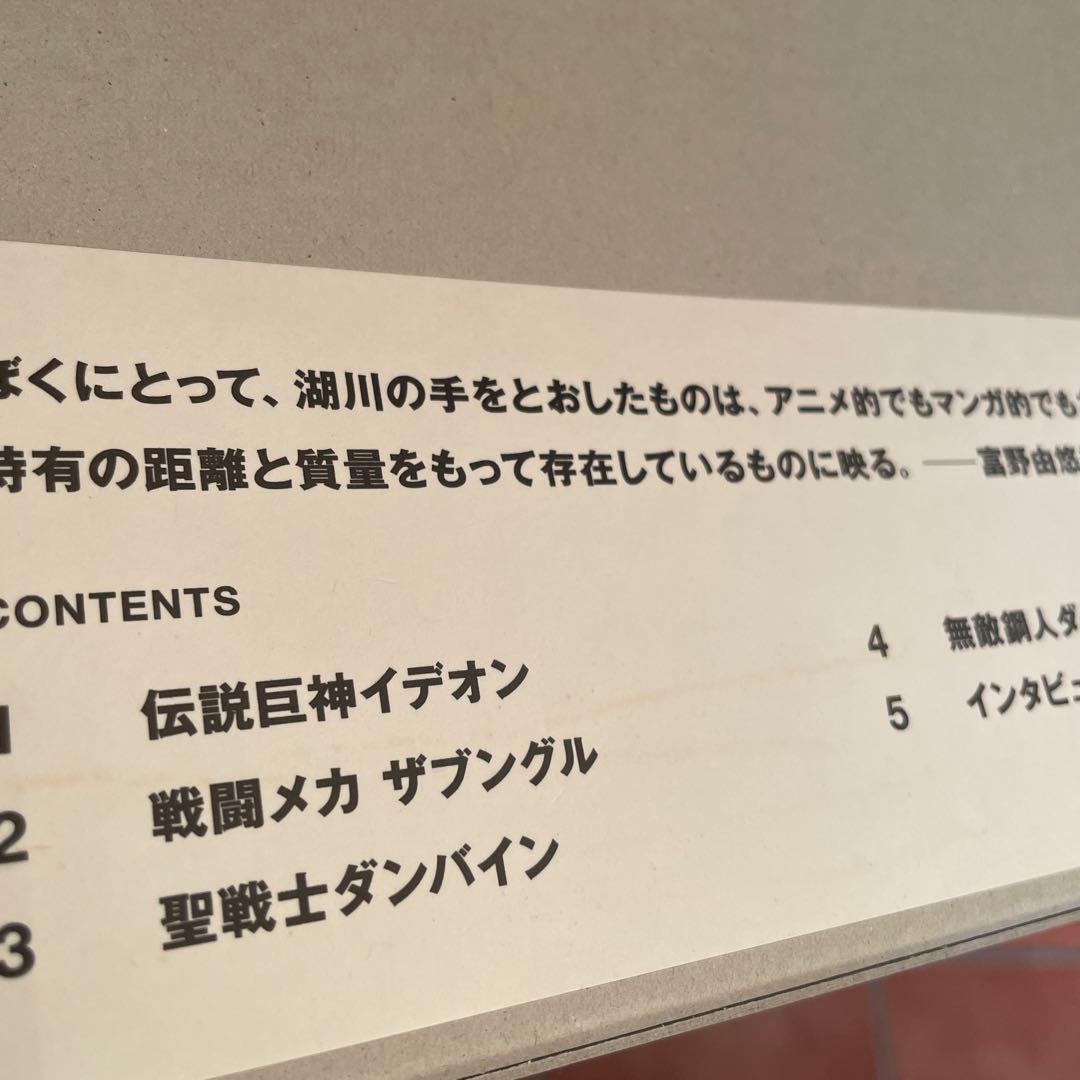 ぼくにとって、湖川の手をとおしたものは、アニメ的でもマンガ的でも
特有の距離と質量をもって存在しているものに映る。——富野由悠
CONTENTS
1 伝説巨神イデオン
2 戦闘メカ ザブングル
3 聖戦士ダンバイン
4 無敵鋼人ダ
5 インタビュ